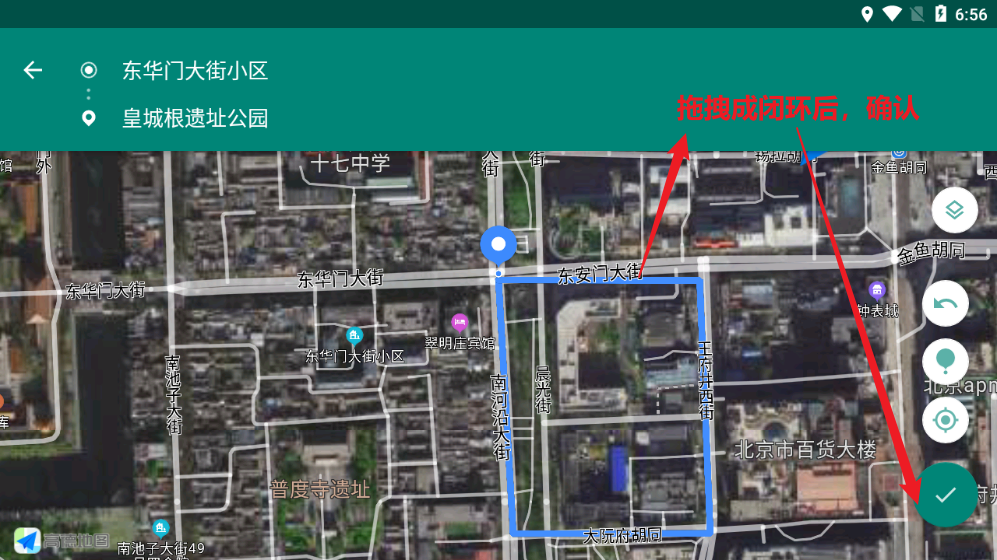 6:56
东华门大街小区
皇城根遗址公园
拖拽成闭环后，确认
馆
门外
十七中学
大街
街
锡拉胡同
金鱼胡同
西
金鱼胡同
东华门大街
东安门大街
东华门大街
钟表城
翠明庄宾馆
东华门大街小区
南池子大街
晨光街
王府井西街
南河沿大街
北京apm
库
北京市百货大楼
普度寺遗址
高德地图
大阮府胡同
南池子大街49